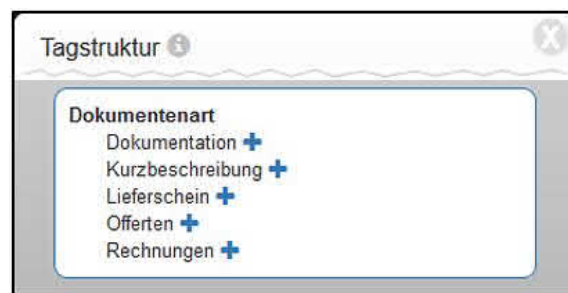 Tagstruktur
Dokumentenart
Dokumentation
Kurzbeschreibung
Lieferschein
Offerten
Rechnungen